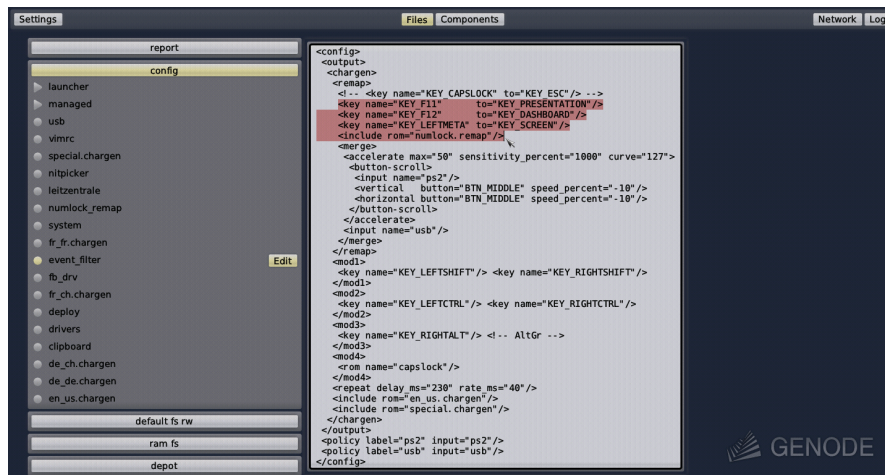 Settings
Files
Components
Network
Log
report
config
launcher
managed
usb
vimrc
special.chargen
nitpicker
leitzentrale
numlock_remap
system
fr_fr.chargen
event_filter
Edit
fb_drv
fr_ch.chargen
deploy
drivers
clipboard
de_ch.chargen
de_de.chargen
en_us.chargen
default fs rw
ram fs
depot
<config>
<output>
<chargen>
<remap>
<!-- <key name="KEY_CAPSLOCK" to="KEY_ESC"/> -->
<key name="KEY_F11" to="KEY_PRESENTATION"/>
<key name="KEY_F12" to="KEY_DASHBOARD"/>
<key name="KEY_LEFTMETA" to="KEY_SCREEN"/>
<include rom="numlock.remap"/>
<merge>
<accelerate max="50" sensitivity_percent="1000" curve="127">
<button-scroll>
<input name="ps2"/>
<vertical button="BTN_MIDDLE" speed_percent="-10"/>
<horizontal button="BTN_MIDDLE" speed_percent="-10"/>
</button-scroll>
</accelerate>
<input name="usb"/>
</merge>
</remap>
<mod1>
<key name="KEY_LEFTSHIFT"/> <key name="KEY_RIGHTSHIFT"/>
</mod1>
<mod2>
<key name="KEY_LEFTCTRL"/> <key name="KEY_RIGHTCTRL"/>
</mod2>
<mod3>
<key name="KEY_RIGHTALT"/> <!-- AltGr -->
</mod3>
<mod4>
<rom name="capslock"/>
</mod4>
<repeat delay_ms="230" rate_ms="40"/>
<include rom="en_us.chargen"/>
<include rom="special.chargen"/>
</chargen>
</output>
<policy label="ps2" input="ps2"/>
<policy label="usb" input="usb"/>
</config>
GENODE